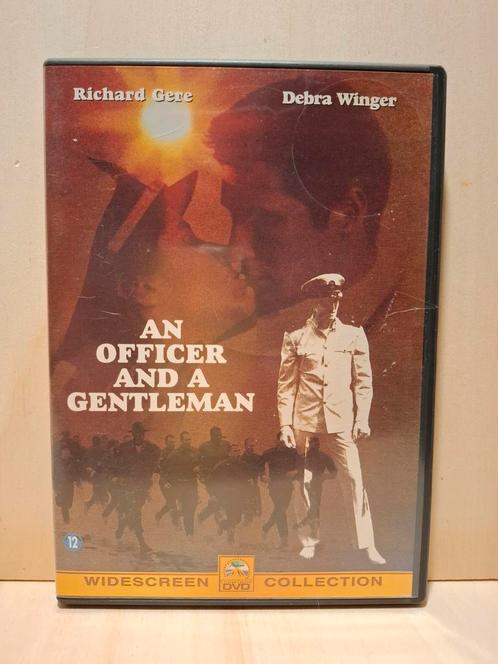 Richard Gere Debra Winger
AN
OFFICER
AND A
GENTLEMAN
12
WIDESCREEN DVD COLLECTION